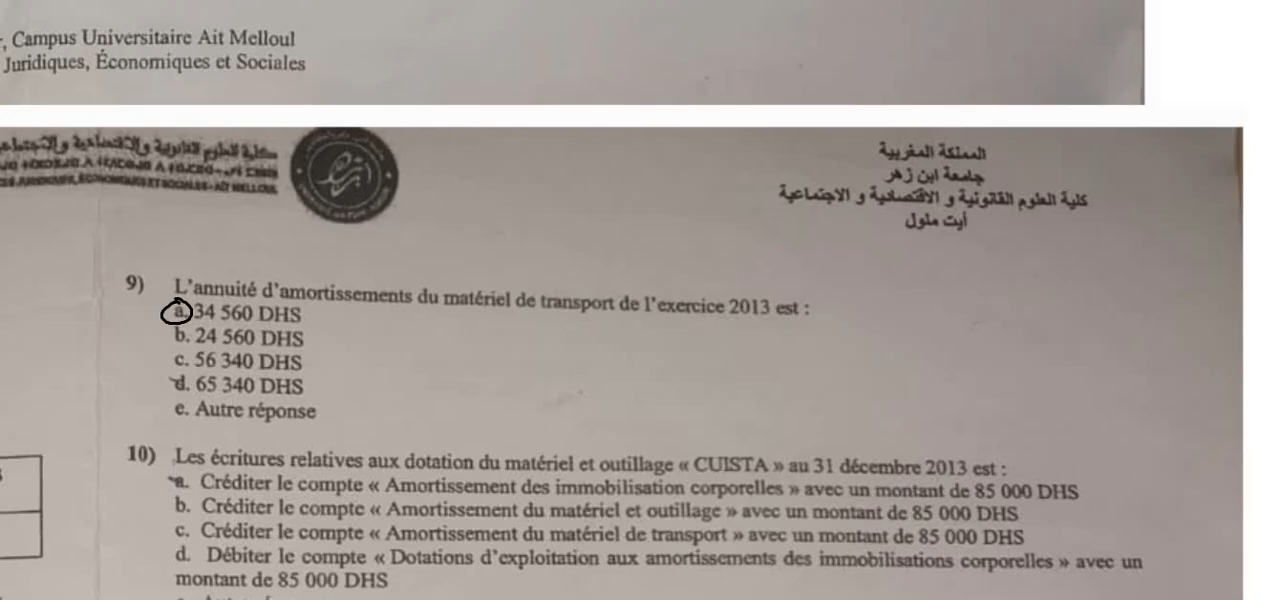 , Campus Universitaire Ait Melloul
Juridiques, Économiques et Sociales
كلية العلوم القانونية والاقتصادية و
المملكة المغربية
جامعة ابن زهر
كلية العلوم القانونية و الاقتصادية و الاجتماعية
أيت ملول
9) L'annuité d'amortissements du matériel de transport de l'exercice 2013 est :
a. 34 560 DHS
b. 24 560 DHS
c. 56 340 DHS
d. 65 340 DHS
e. Autre réponse
10) Les écritures relatives aux dotation du matériel et outillage « CUISTA » au 31 décembre 2013 est :
a. Créditer le compte « Amortissement des immobilisation corporelles » avec un montant de 85 000 DHS
b. Créditer le compte « Amortissement du matériel et outillage » avec un montant de 85 000 DHS
c. Créditer le compte « Amortissement du matériel de transport » avec un montant de 85 000 DHS
d. Débiter le compte « Dotations d'exploitation aux amortissements des immobilisations corporelles » avec un
montant de 85 000 DHS